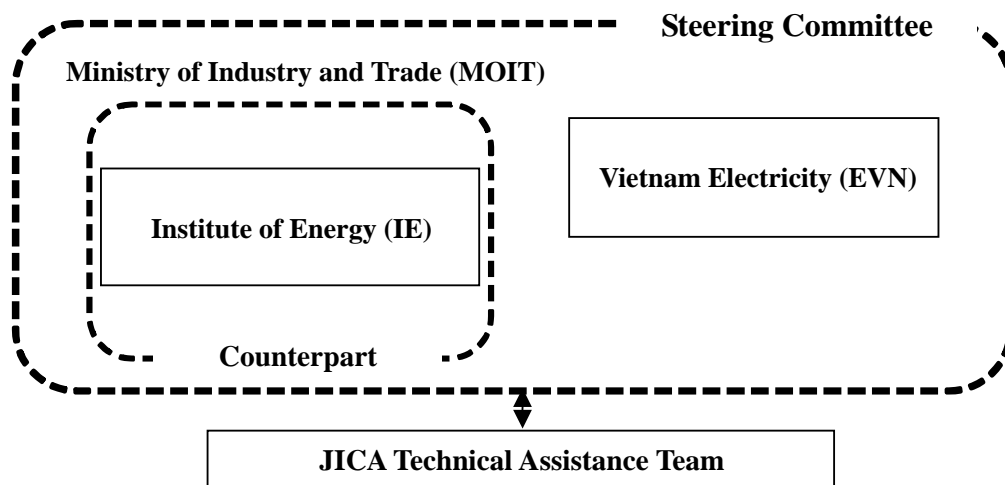 Steering Committee
Ministry of Industry and Trade (MOIT)
Vietnam Electricity (EVN)
Institute of Energy (IE)
Counterpart
JICA Technical Assistance Team